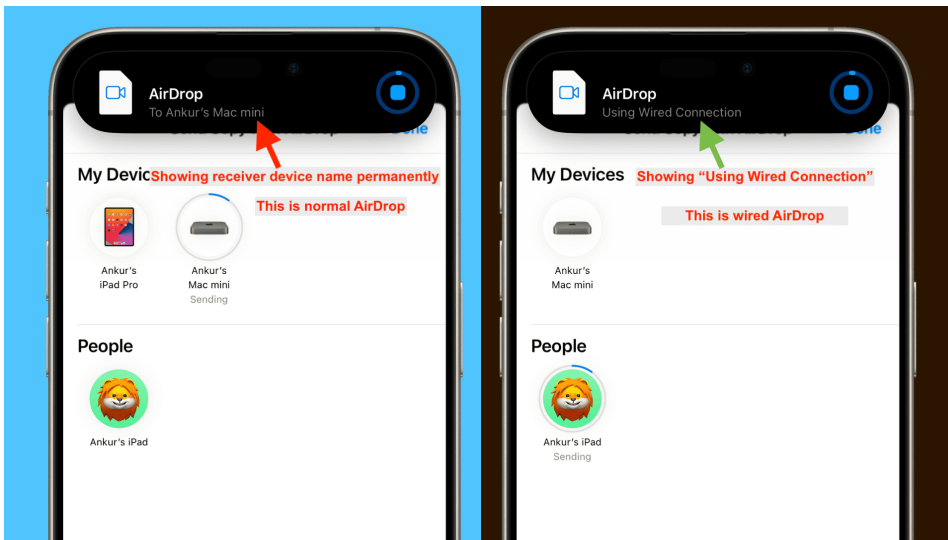 AirDrop
To Ankur's Mac mini
Showing receiver device name permanently
This is normal AirDrop
My Devic
Ankur's
iPad Pro
Ankur's
Mac mini
Sending
People
Ankur's iPad
AirDrop
Using Wired Connection
My Devices
Showing “Using Wired Connection”
This is wired AirDrop
Ankur's
Mac mini
People
Ankur's iPad
Sending